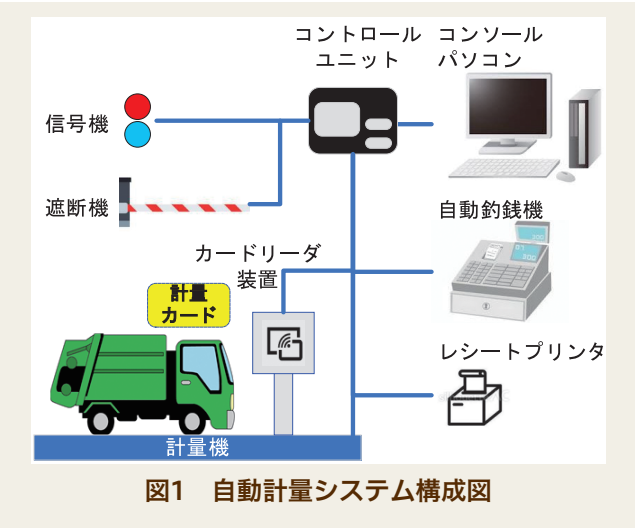 コントロール
ユニット
コンソール
パソコン
信号機
遮断機
自動釣銭機
カードリーダ
装置
計量
カード
レシートプリンタ
計量機
図1 自動計量システム構成図